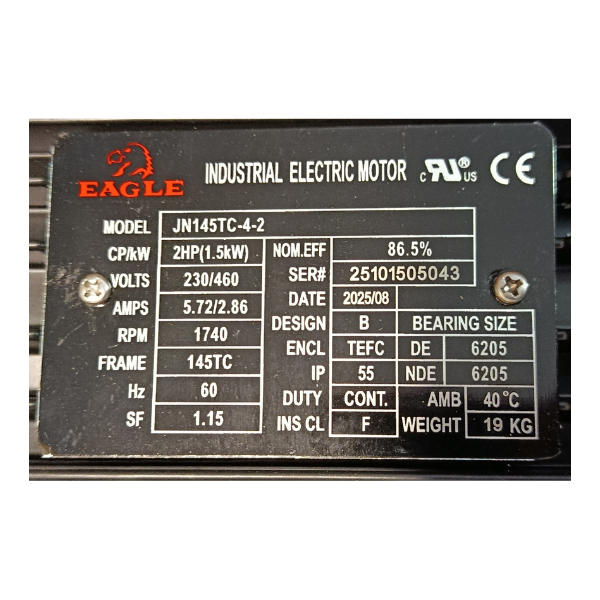 EAGLE INDUSTRIAL ELECTRIC MOTOR c RU® US CE
MODEL JN145TC-4-2
CP/kW 2HP(1.5kW) NOM.EFF 86.5%
VOLTS 230/460 SER# 25101505043
AMPS 5.72/2.86 DATE 2025/08
RPM 1740 DESIGN B BEARING SIZE
FRAME 145TC ENCL TEFC DE 6205
Hz 60 IP 55 NDE 6205
SF 1.15 DUTY CONT. AMB 40°C
INS CL F WEIGHT 19 KG